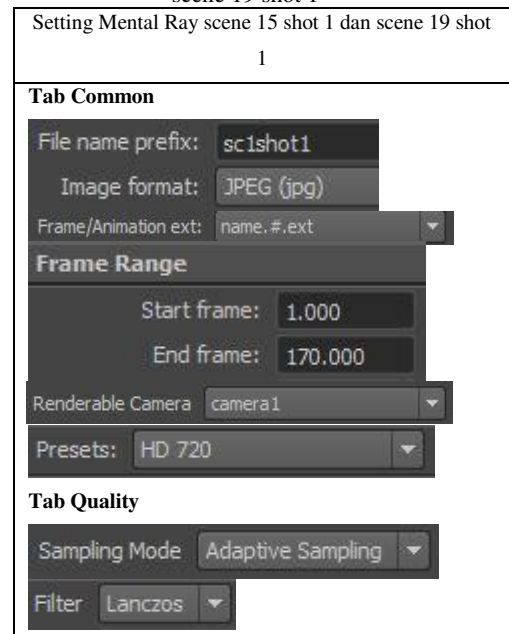 scene 19 shot 1
Setting Mental Ray scene 15 shot 1 dan scene 19 shot
1
Tab Common
File name prefix: sc1shot1
Image format: JPEG (jpg)
Frame/Animation ext: name.#.ext
Frame Range
Start frame: 1.000
End frame: 170.000
Renderable Camera camera1
Presets: HD 720
Tab Quality
Sampling Mode Adaptive Sampling
Filter Lanczos